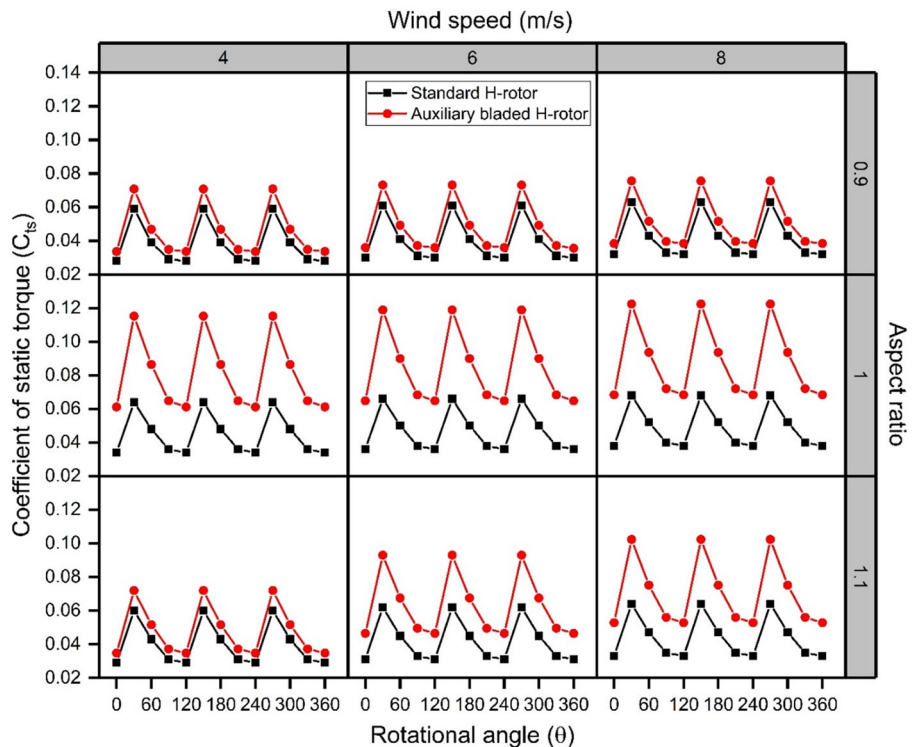 Wind speed (m/s)
4 6 8
Standard H-rotor
Auxiliary bladed H-rotor
Coefficient of static torque (Cts)
0.14
0.12
0.10
0.08
0.06
0.04
0.02
0.12
0.10
0.08
0.06
0.04
0.02
0.12
0.10
0.08
0.06
0.04
0.02
0.9
1
1.1
Aspect ratio
0 60 120 180 240 300 360 0 60 120 180 240 300 360 0 60 120 180 240 300 360
Rotational angle (θ)